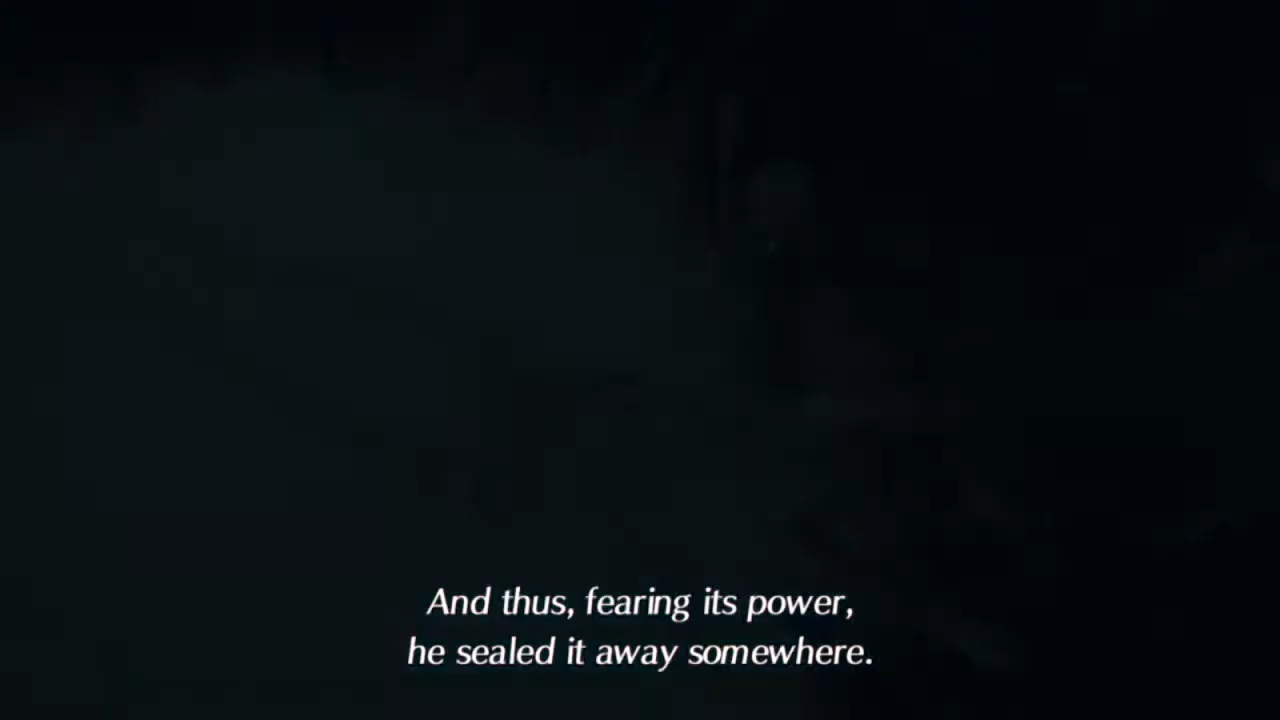 And thus, fearing its power,
he sealed it away somewhere.